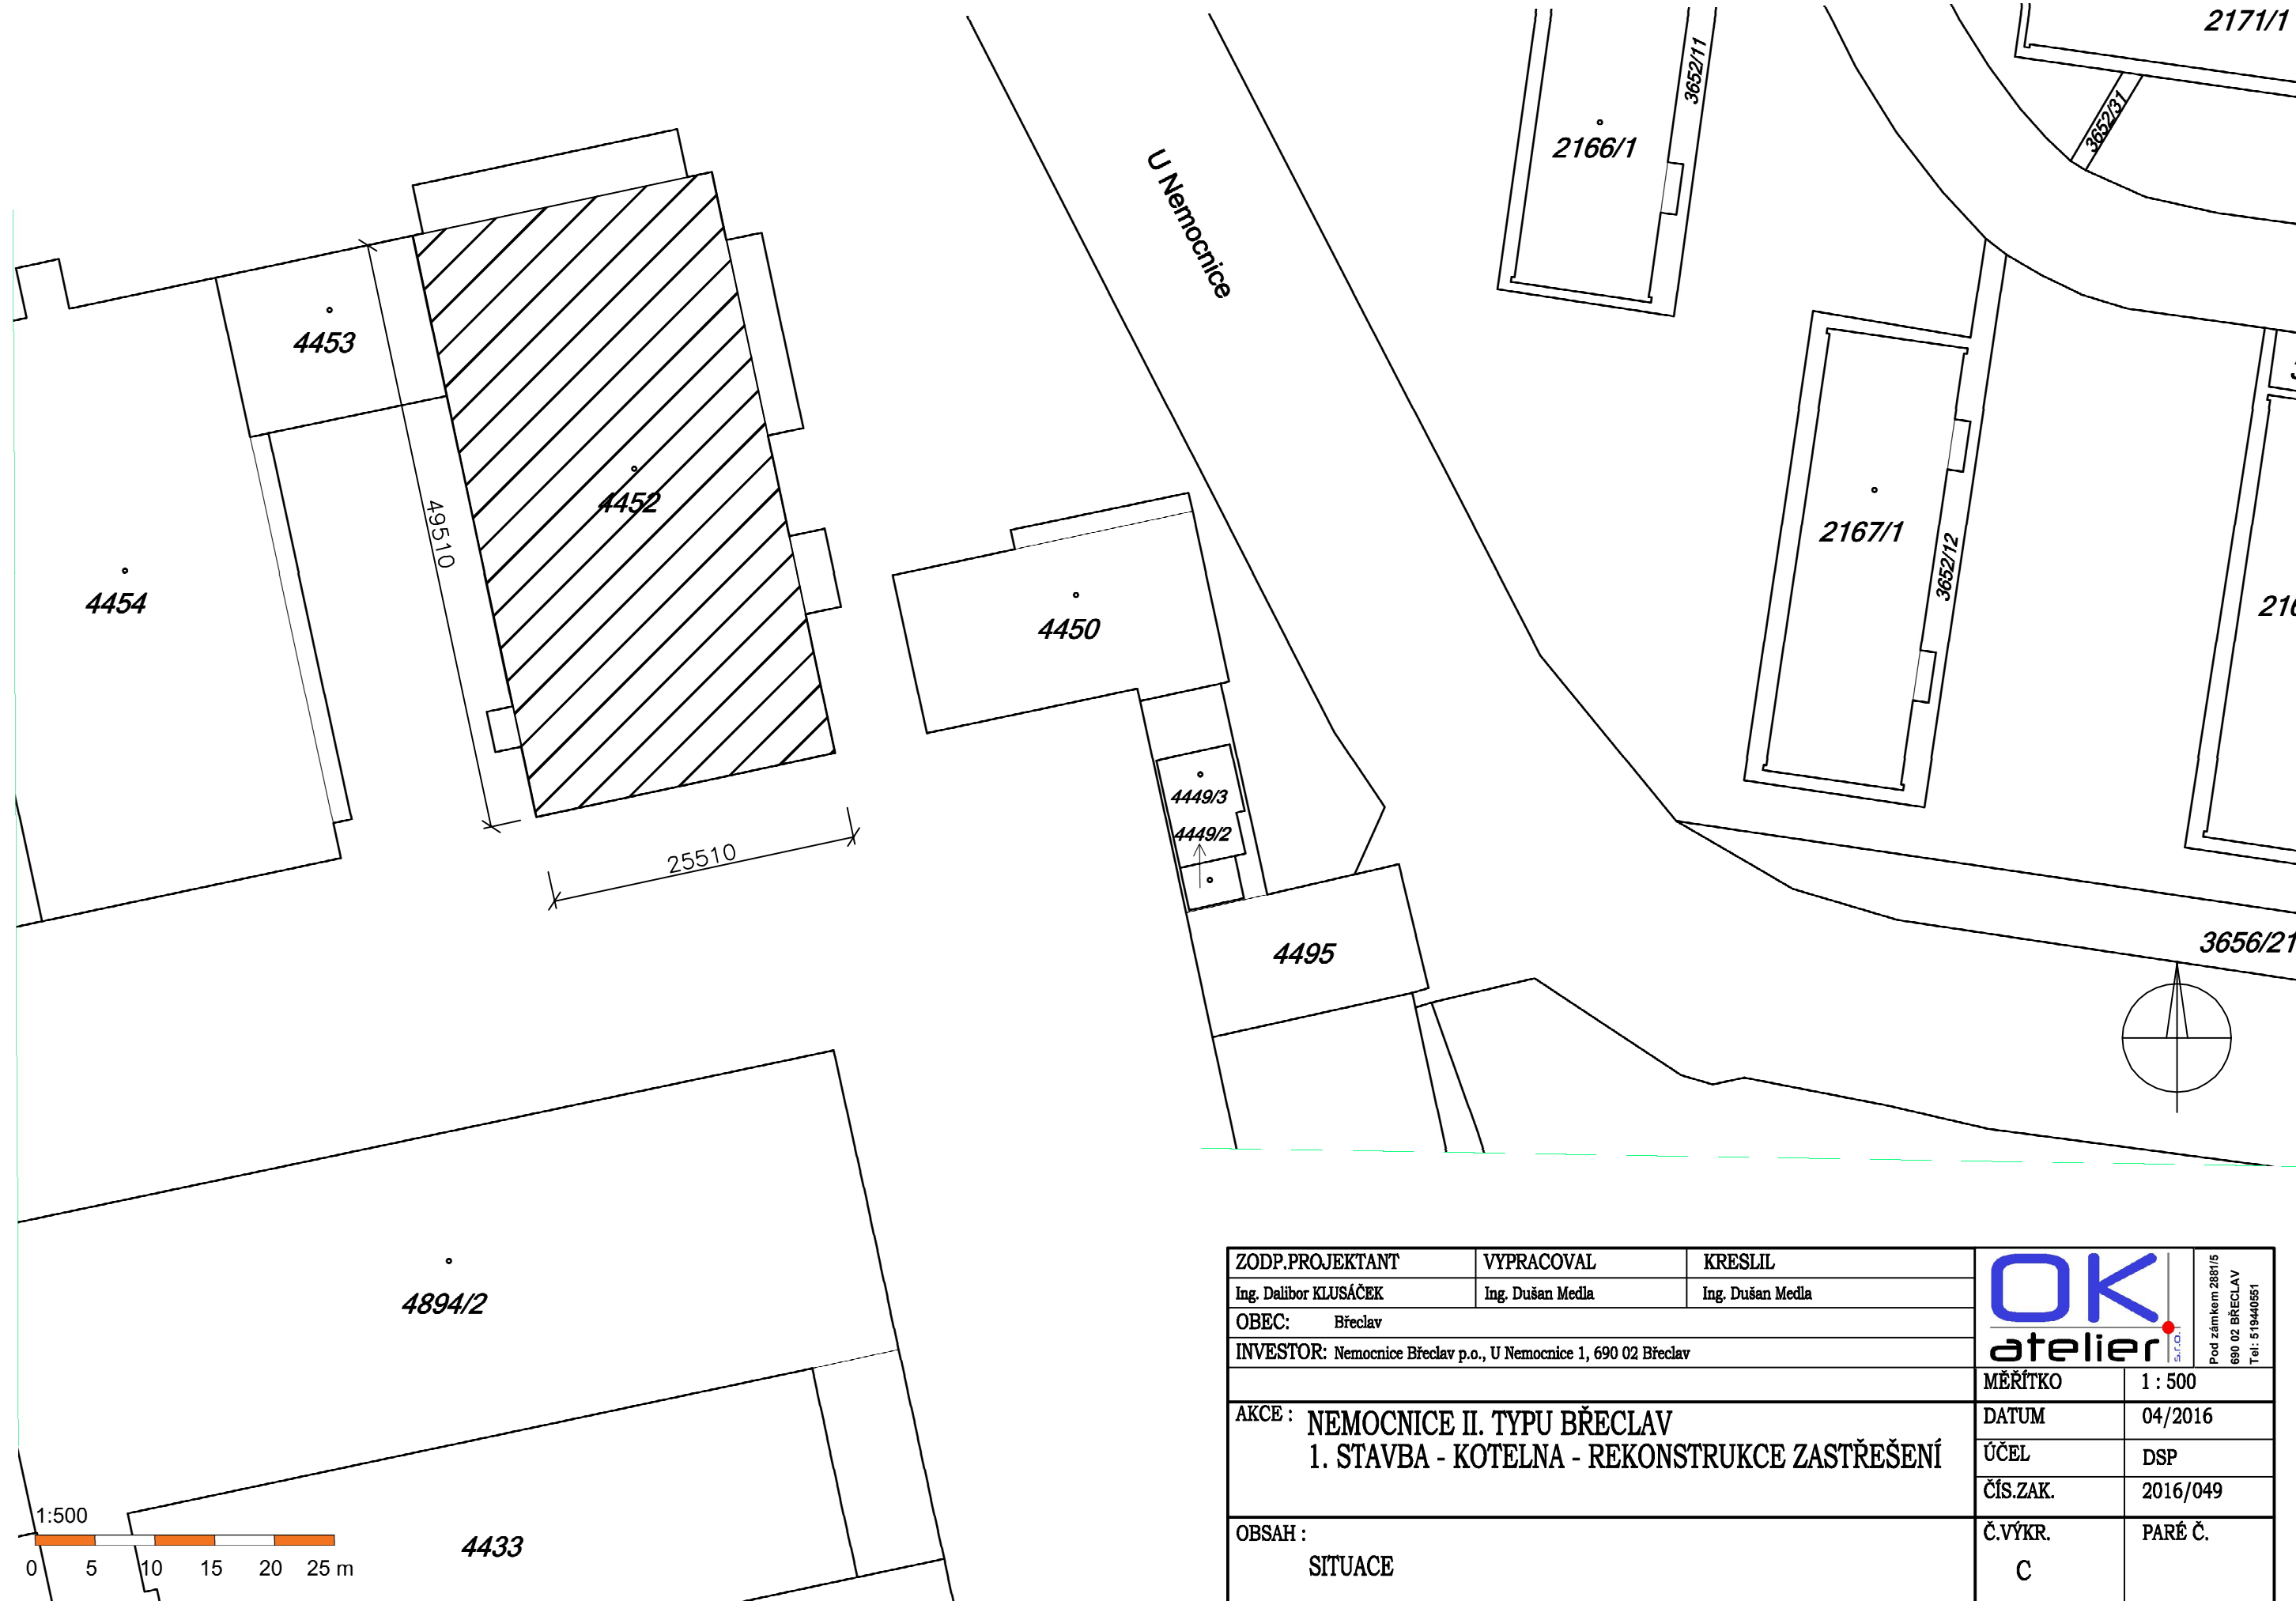 2171/1
3652/11
3652/31
2166/1
U Nemocnice
4453
4452
49510
2167/1
3652/12
4454
4450
4449/3
4449/2
25510
4495
3656/21
4894/2
4433
1:500
0 5 10 15 20 25 m
ZODP.PROJEKTANT VYPRACOVAL KRESLIL
Ing. Dalibor KLUSÁČEK Ing. Dušan Medla Ing. Dušan Medla
OBEC: Břeclav
INVESTOR: Nemocnice Břeclav p.o., U Nemocnice 1, 690 02 Břeclav
OK
atelier s.r.o.
Pod zámkem 2881/5
690 02 BŘECLAV
Tel: 519440551
MĚŘÍTKO 1 : 500
AKCE : NEMOCNICE II. TYPU BŘECLAV
1. STAVBA - KOTELNA - REKONSTRUKCE ZASTŘEŠENÍ
DATUM 04/2016
ÚČEL DSP
ČÍS.ZAK. 2016/049
OBSAH :
SITUACE
Č.VÝKR. PARÉ Č.
C